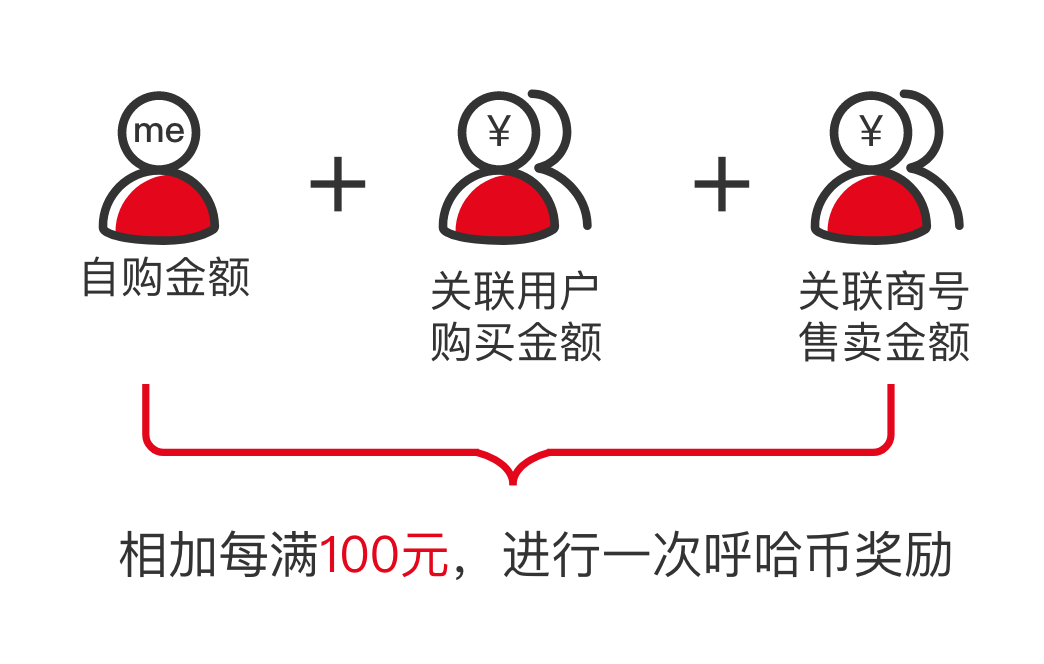 me
¥
¥
自购金额
关联用户
购买金额
关联商号
售卖金额
相加每满100元，进行一次呼哈币奖励